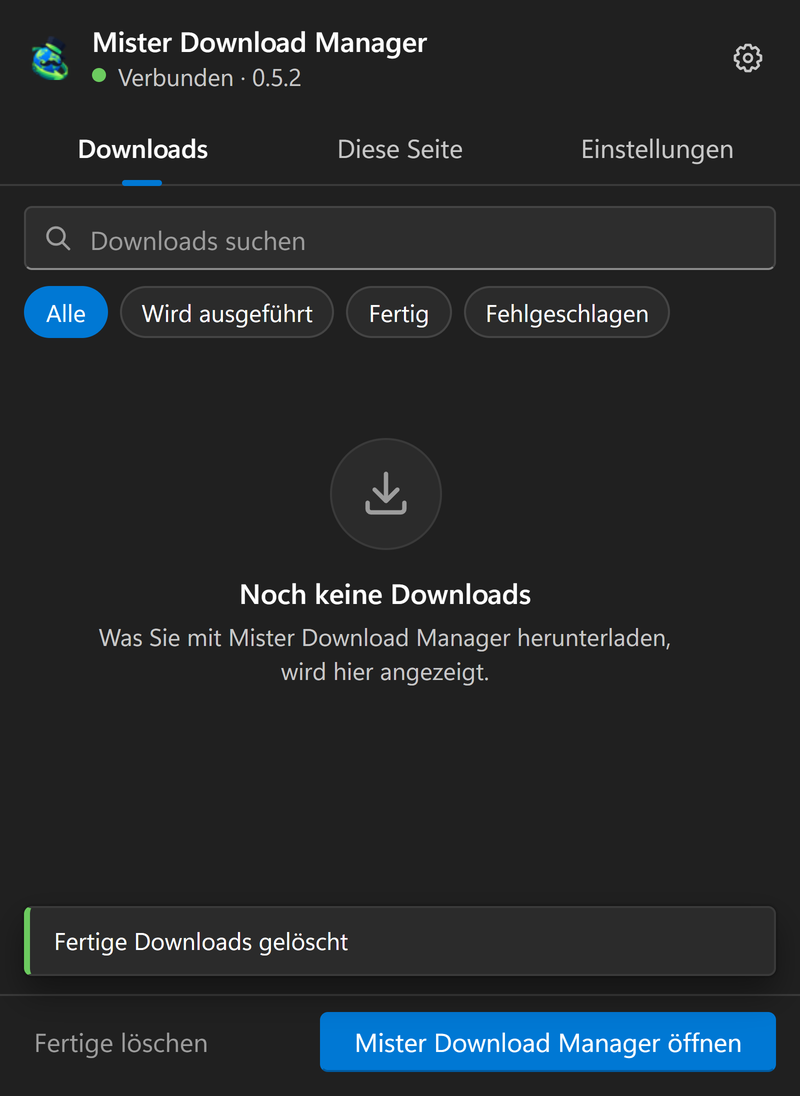 Mister Download Manager
Verbunden · 0.5.2
Downloads
Diese Seite
Einstellungen
Downloads suchen
Alle
Wird ausgeführt
Fertig
Fehlgeschlagen
Noch keine Downloads
Was Sie mit Mister Download Manager herunterladen,
wird hier angezeigt.
Fertige Downloads gelöscht
Fertige löschen
Mister Download Manager öffnen